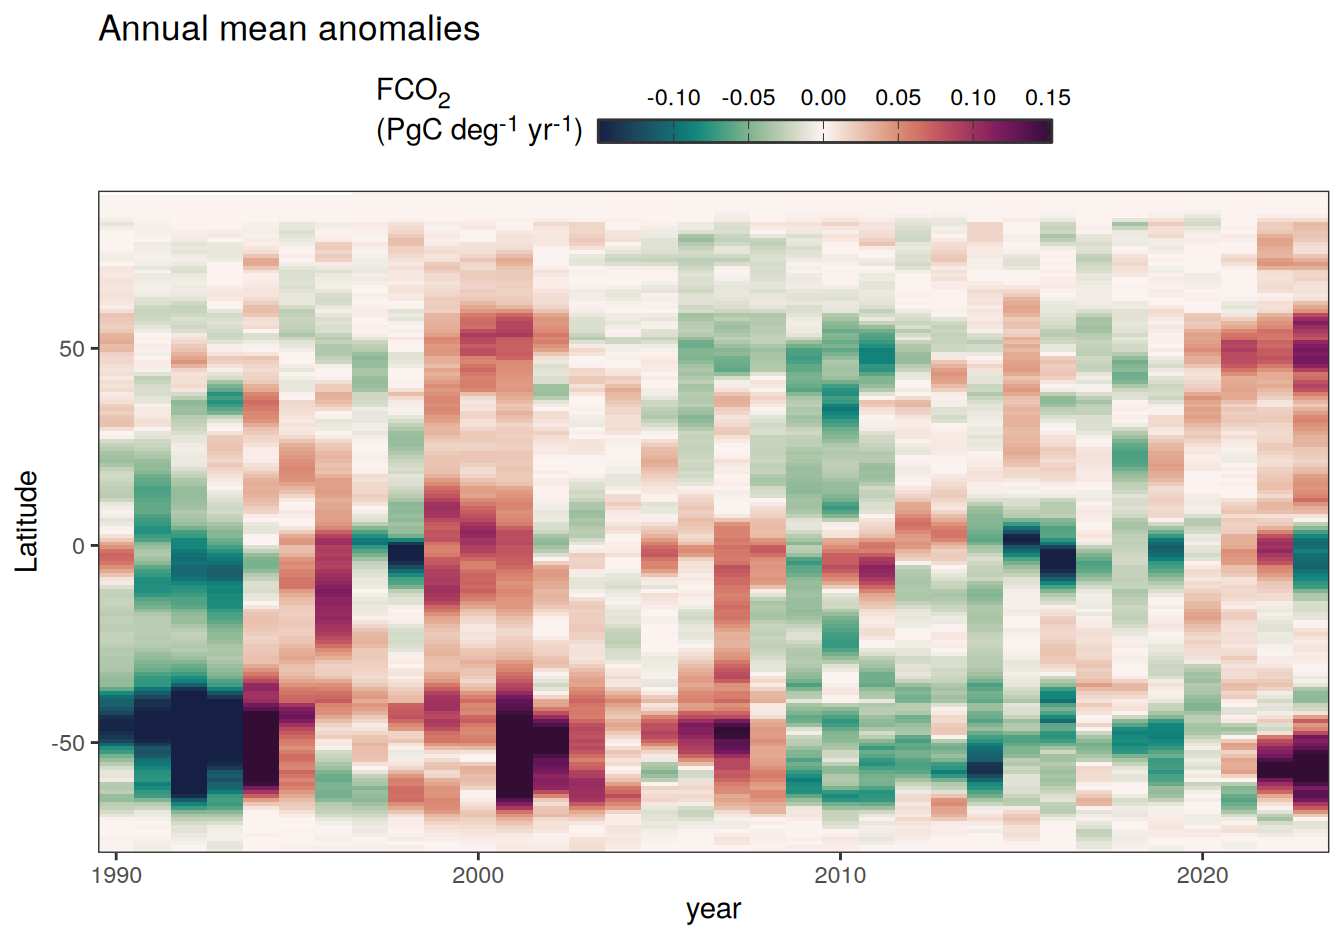 Annual mean anomalies
FCO₂
(PgC deg⁻¹ yr⁻¹)
-0.10 -0.05 0.00 0.05 0.10 0.15
Latitude
50
0
-50
1990 2000 2010 2020
year